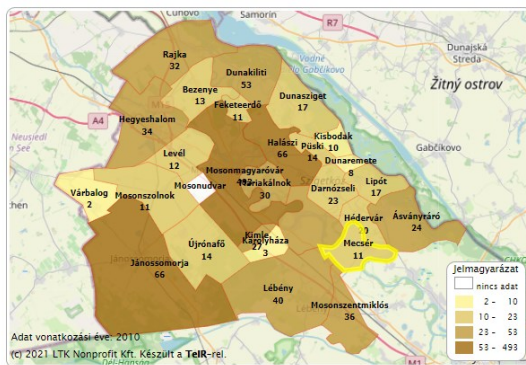 Čunovo
Šamorín
R7
Rajka
32
Dunakiliti
53
Dunajská
Streda
Vodné
Žitný ostrov
Bezenye
13
Feketeerdő
11
Dunasziget
17
A4
Hegyeshalom
34
Halászi
66
Püski
14
Kisbodak
10
Gabčíkovo
Levél
12
Dunaremete
8
Mosonmagyaróvár
Máriakálnok
30
Mosonudvar
Várbalog
2
Mosonszolnok
11
Darnózseli
23
Lipót
17
Hédervár
Ásványráró
24
Mecsér
11
Kimle
27
Károlyháza
3
Újrónafő
14
Jánossomorja
66
Lébény
40
Mosonszentmiklós
36
M1
Jelmagyarázat
nincs adat
2 - 10
10 - 23
23 - 53
53 - 493
Adat vonatkozási éve: 2010
(c) 2021 LTK Nonprofit Kft. Készült a TeIR-rel.